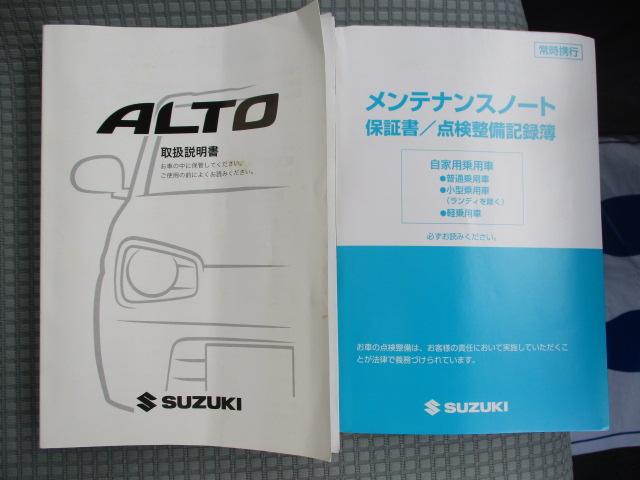 ALTO
取扱説明書
お車の中に保管してください。
ご使用の前によくお読みください。
SUZUKI
常時携行
メンテナンスノート
保証書／点検整備記録簿
自家用乗用車
●普通乗用車
●小型乗用車
（ランディを除く）
●軽乗用車
必ずお読みください。
お車の点検整備は、お客様の責任において実施していただくこ
とが法律で義務づけられています。
SUZUKI